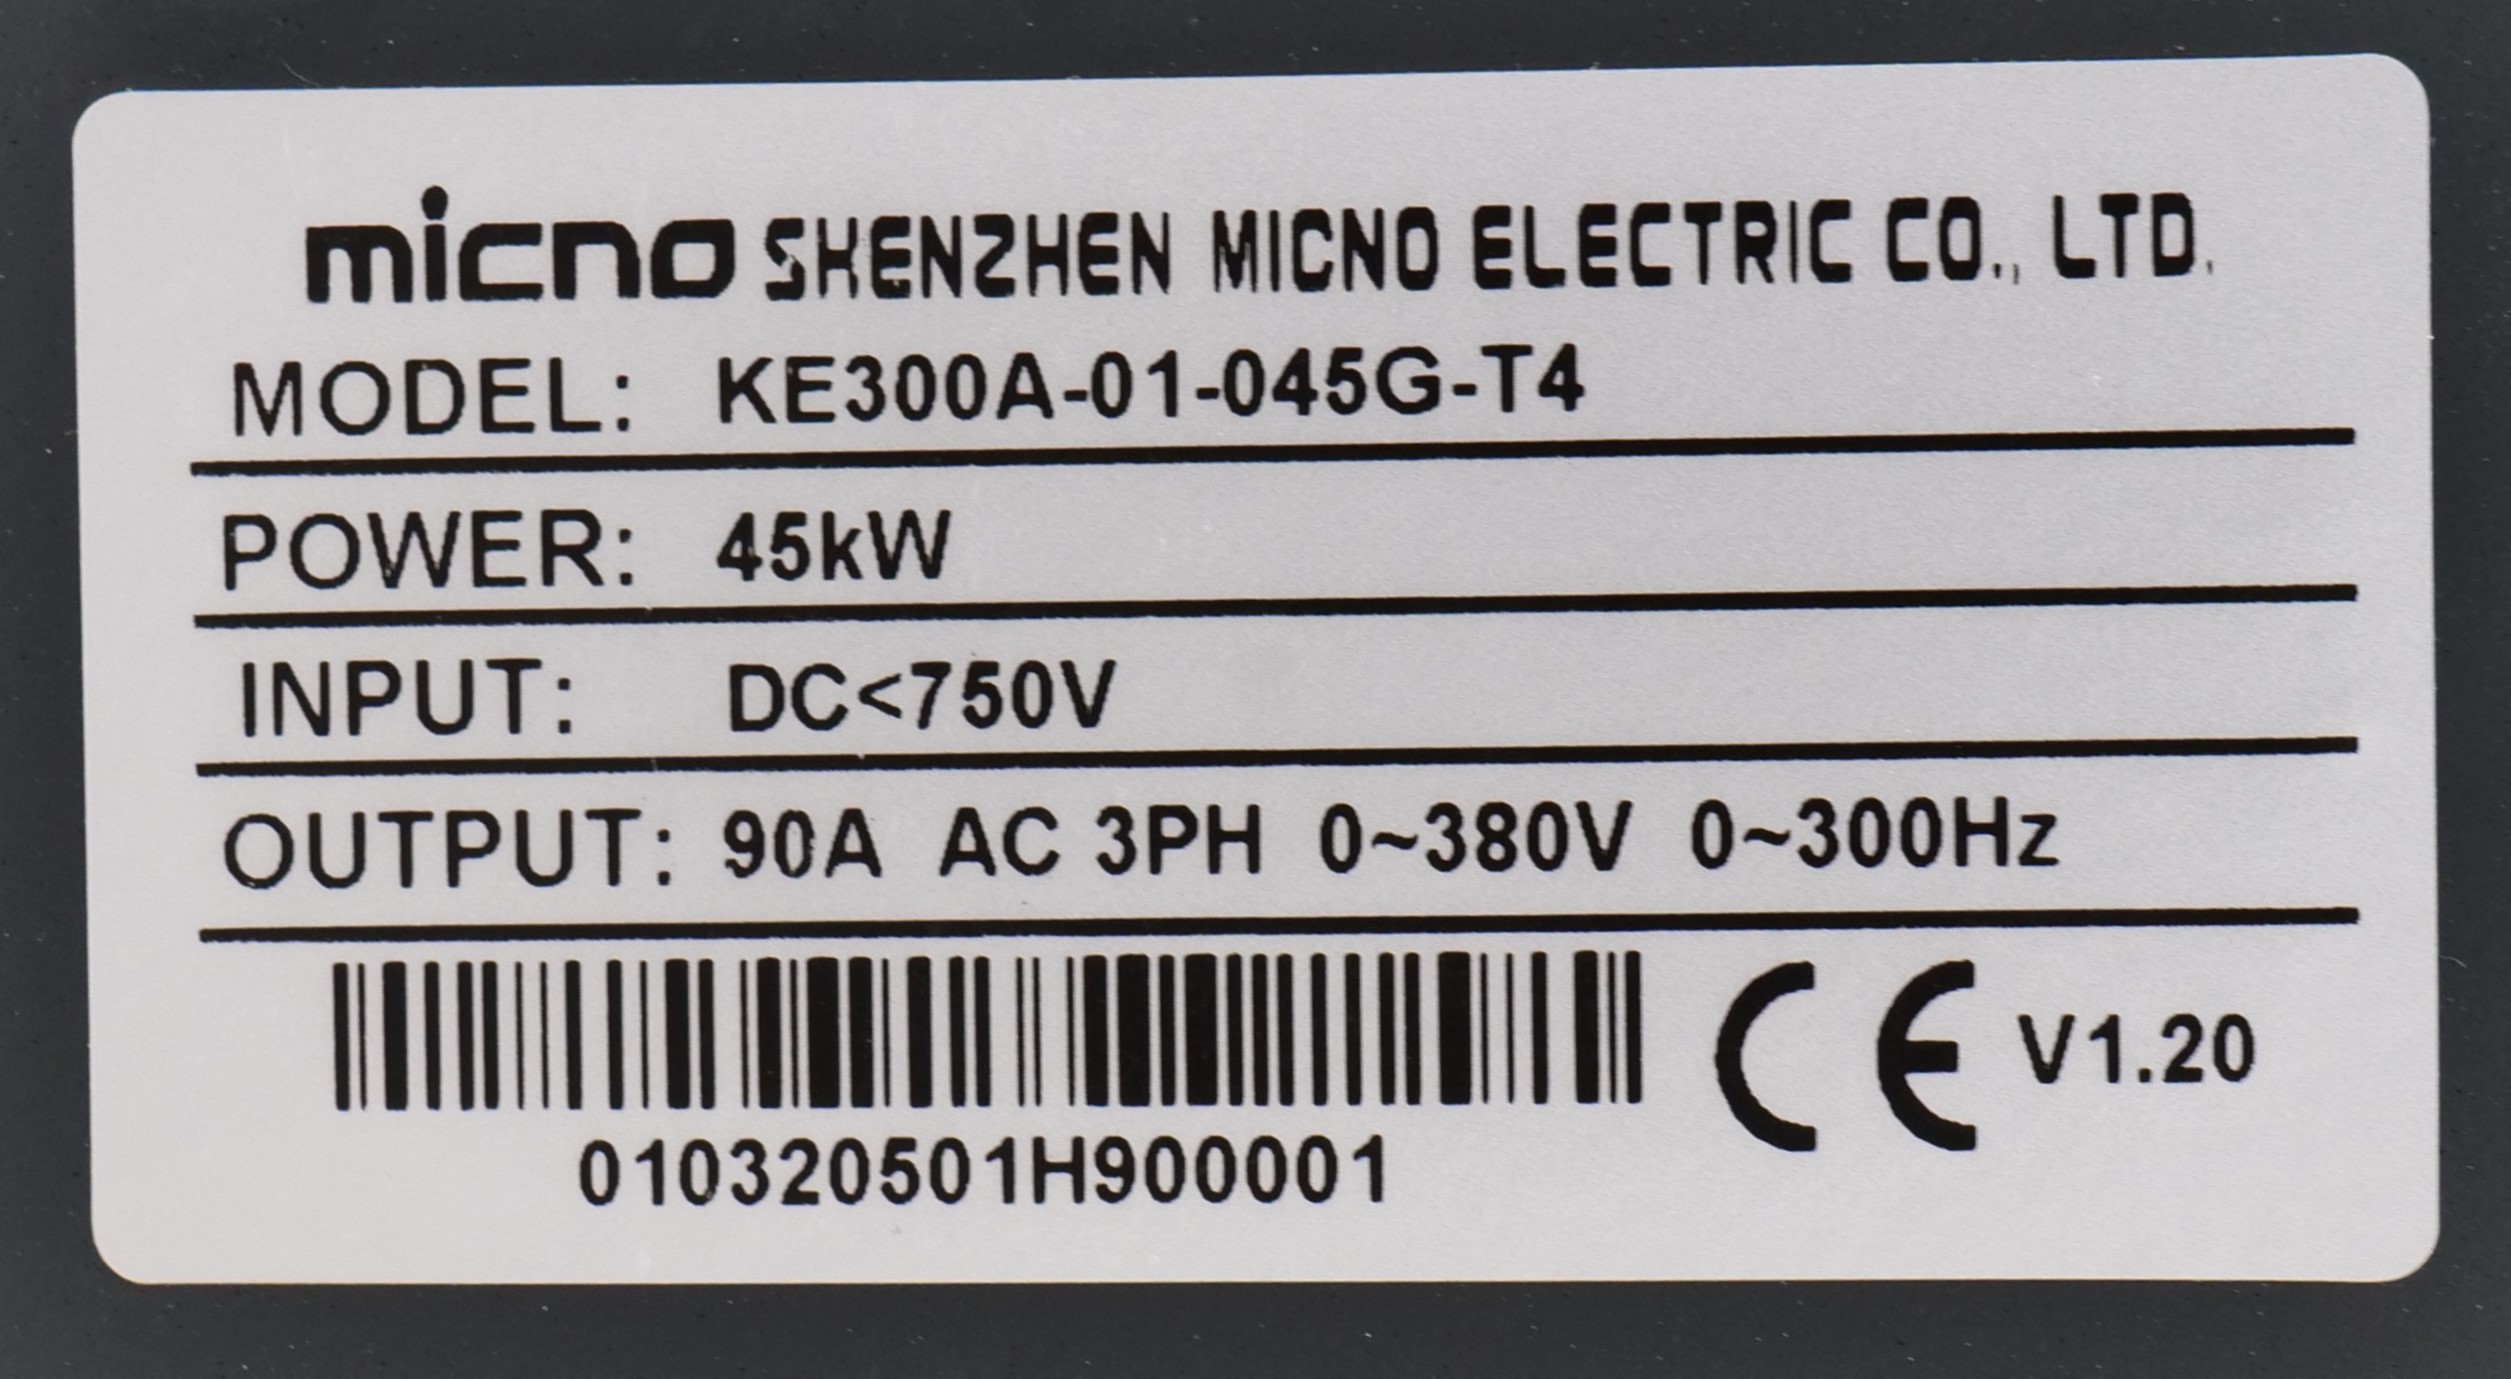 micno SHENZHEN MICNO ELECTRIC CO., LTD.
MODEL: KE300A-01-045G-T4
POWER: 45kW
INPUT: DC<750V
OUTPUT: 90A AC 3PH 0~380V 0~300Hz
CE V1.20
010320501H900001